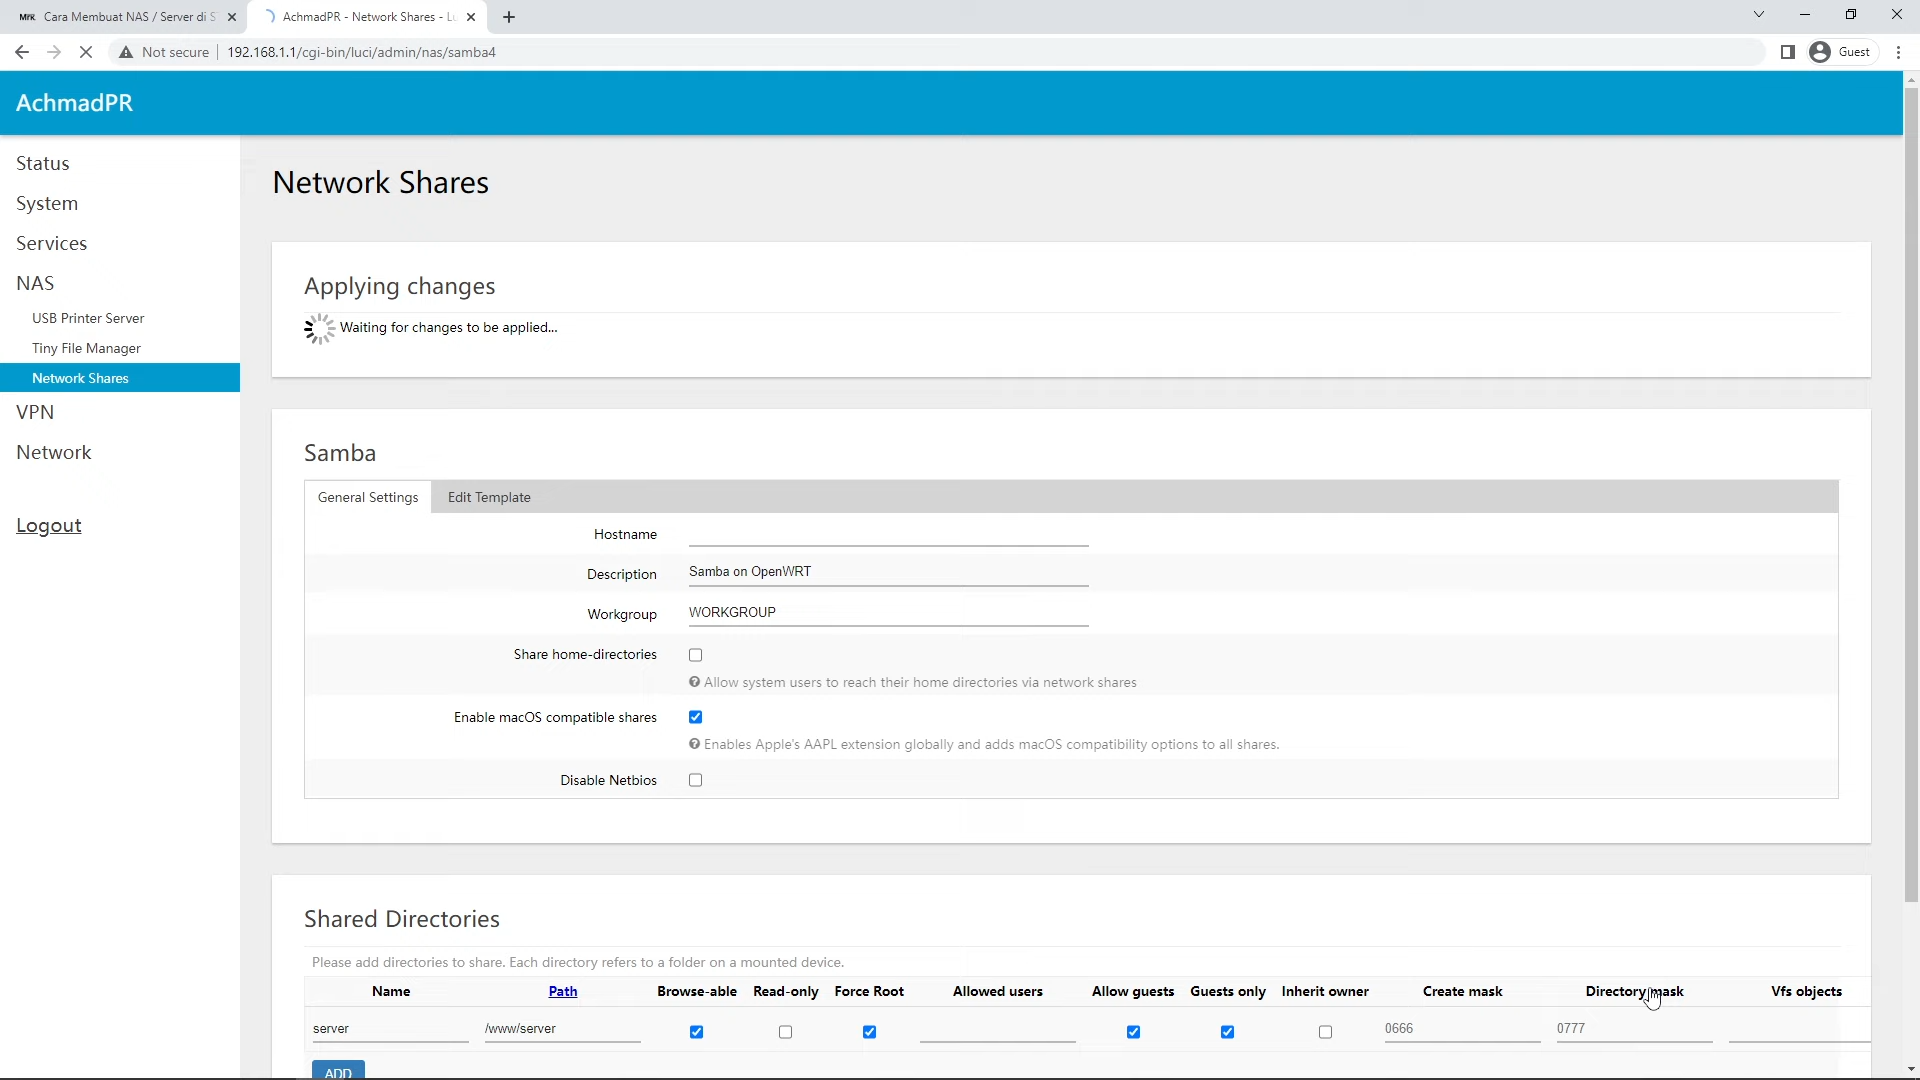 MFK Cara Membuat NAS / Server di S
AchmadPR - Network Shares - Lu
Not secure
192.168.1.1/cgi-bin/luci/admin/nas/samba4
Guest
AchmadPR
Status
System
Services
NAS
USB Printer Server
Tiny File Manager
Network Shares
VPN
Network
Logout
Network Shares
Applying changes
Waiting for changes to be applied...
Samba
General Settings
Edit Template
Hostname
Description
Samba on OpenWRT
Workgroup
WORKGROUP
Share home-directories
Allow system users to reach their home directories via network shares
Enable macOS compatible shares
Enables Apple's AAPL extension globally and adds macOS compatibility options to all shares.
Disable Netbios
Shared Directories
Please add directories to share. Each directory refers to a folder on a mounted device.
Name Path Browse-able Read-only Force Root Allowed users Allow guests Guests only Inherit owner Create mask Directory mask Vfs objects
server /www/server 0666 0777
ADD